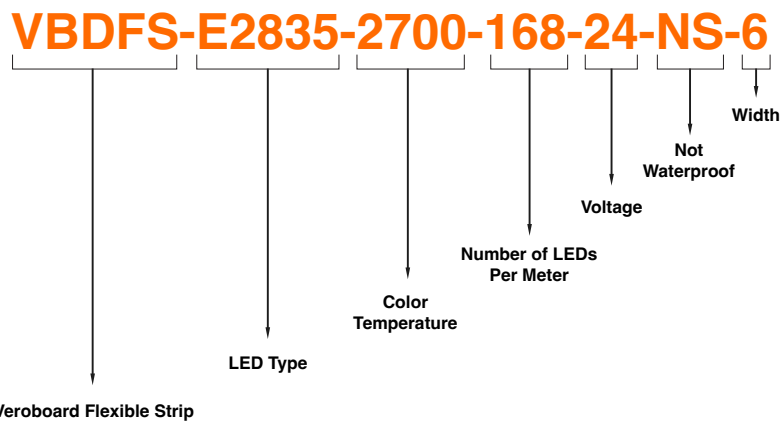 VBDFS-E2835-2700-168-24-NS-6
Width
Not
Waterproof
Voltage
Number of LEDs
Per Meter
Color
Temperature
LED Type
Veroboard Flexible Strip